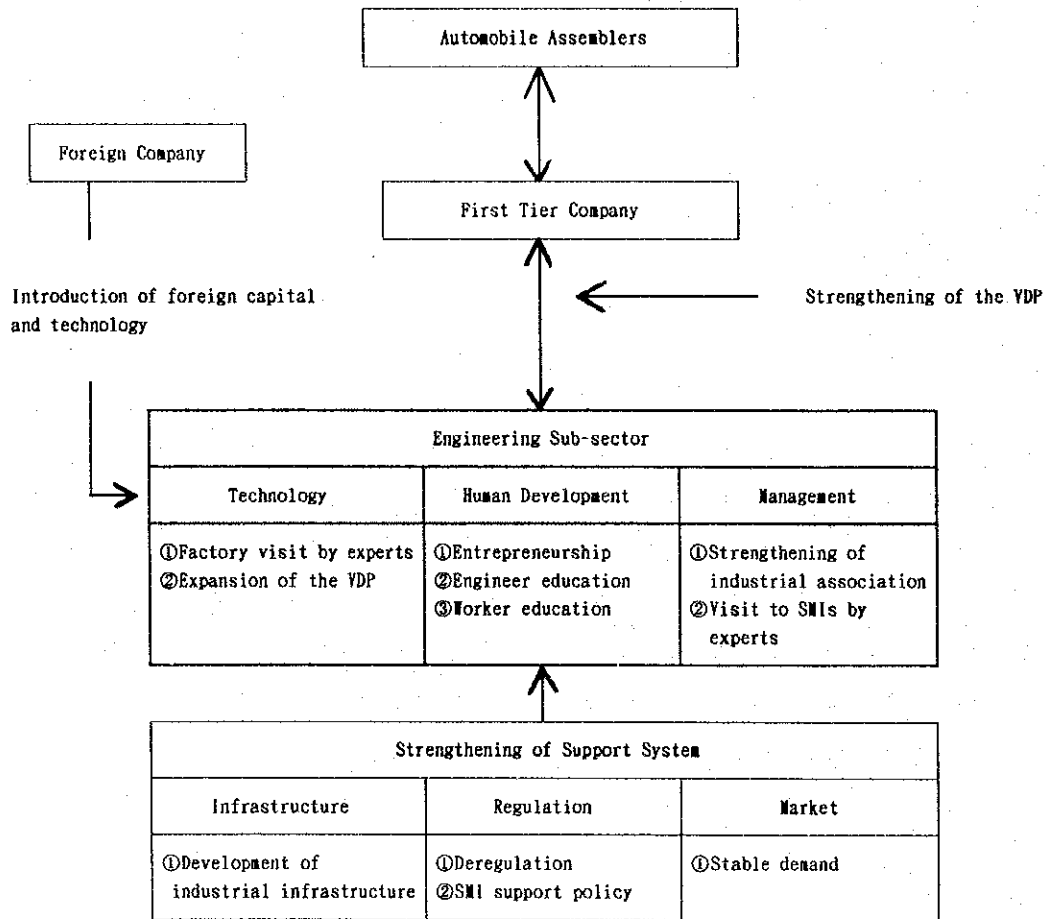 Automobile Assemblers
Foreign Company
First Tier Company
Introduction of foreign capital
and technology
Strengthening of the VDP
Engineering Sub-sector
Technology
Human Development
Management
①Factory visit by experts
②Expansion of the VDP
①Entrepreneurship
②Engineer education
③Worker education
①Strengthening of
industrial association
②Visit to SMIs by
experts
Strengthening of Support System
Infrastructure
Regulation
Market
①Development of
industrial infrastructure
①Deregulation
②SMI support policy
①Stable demand